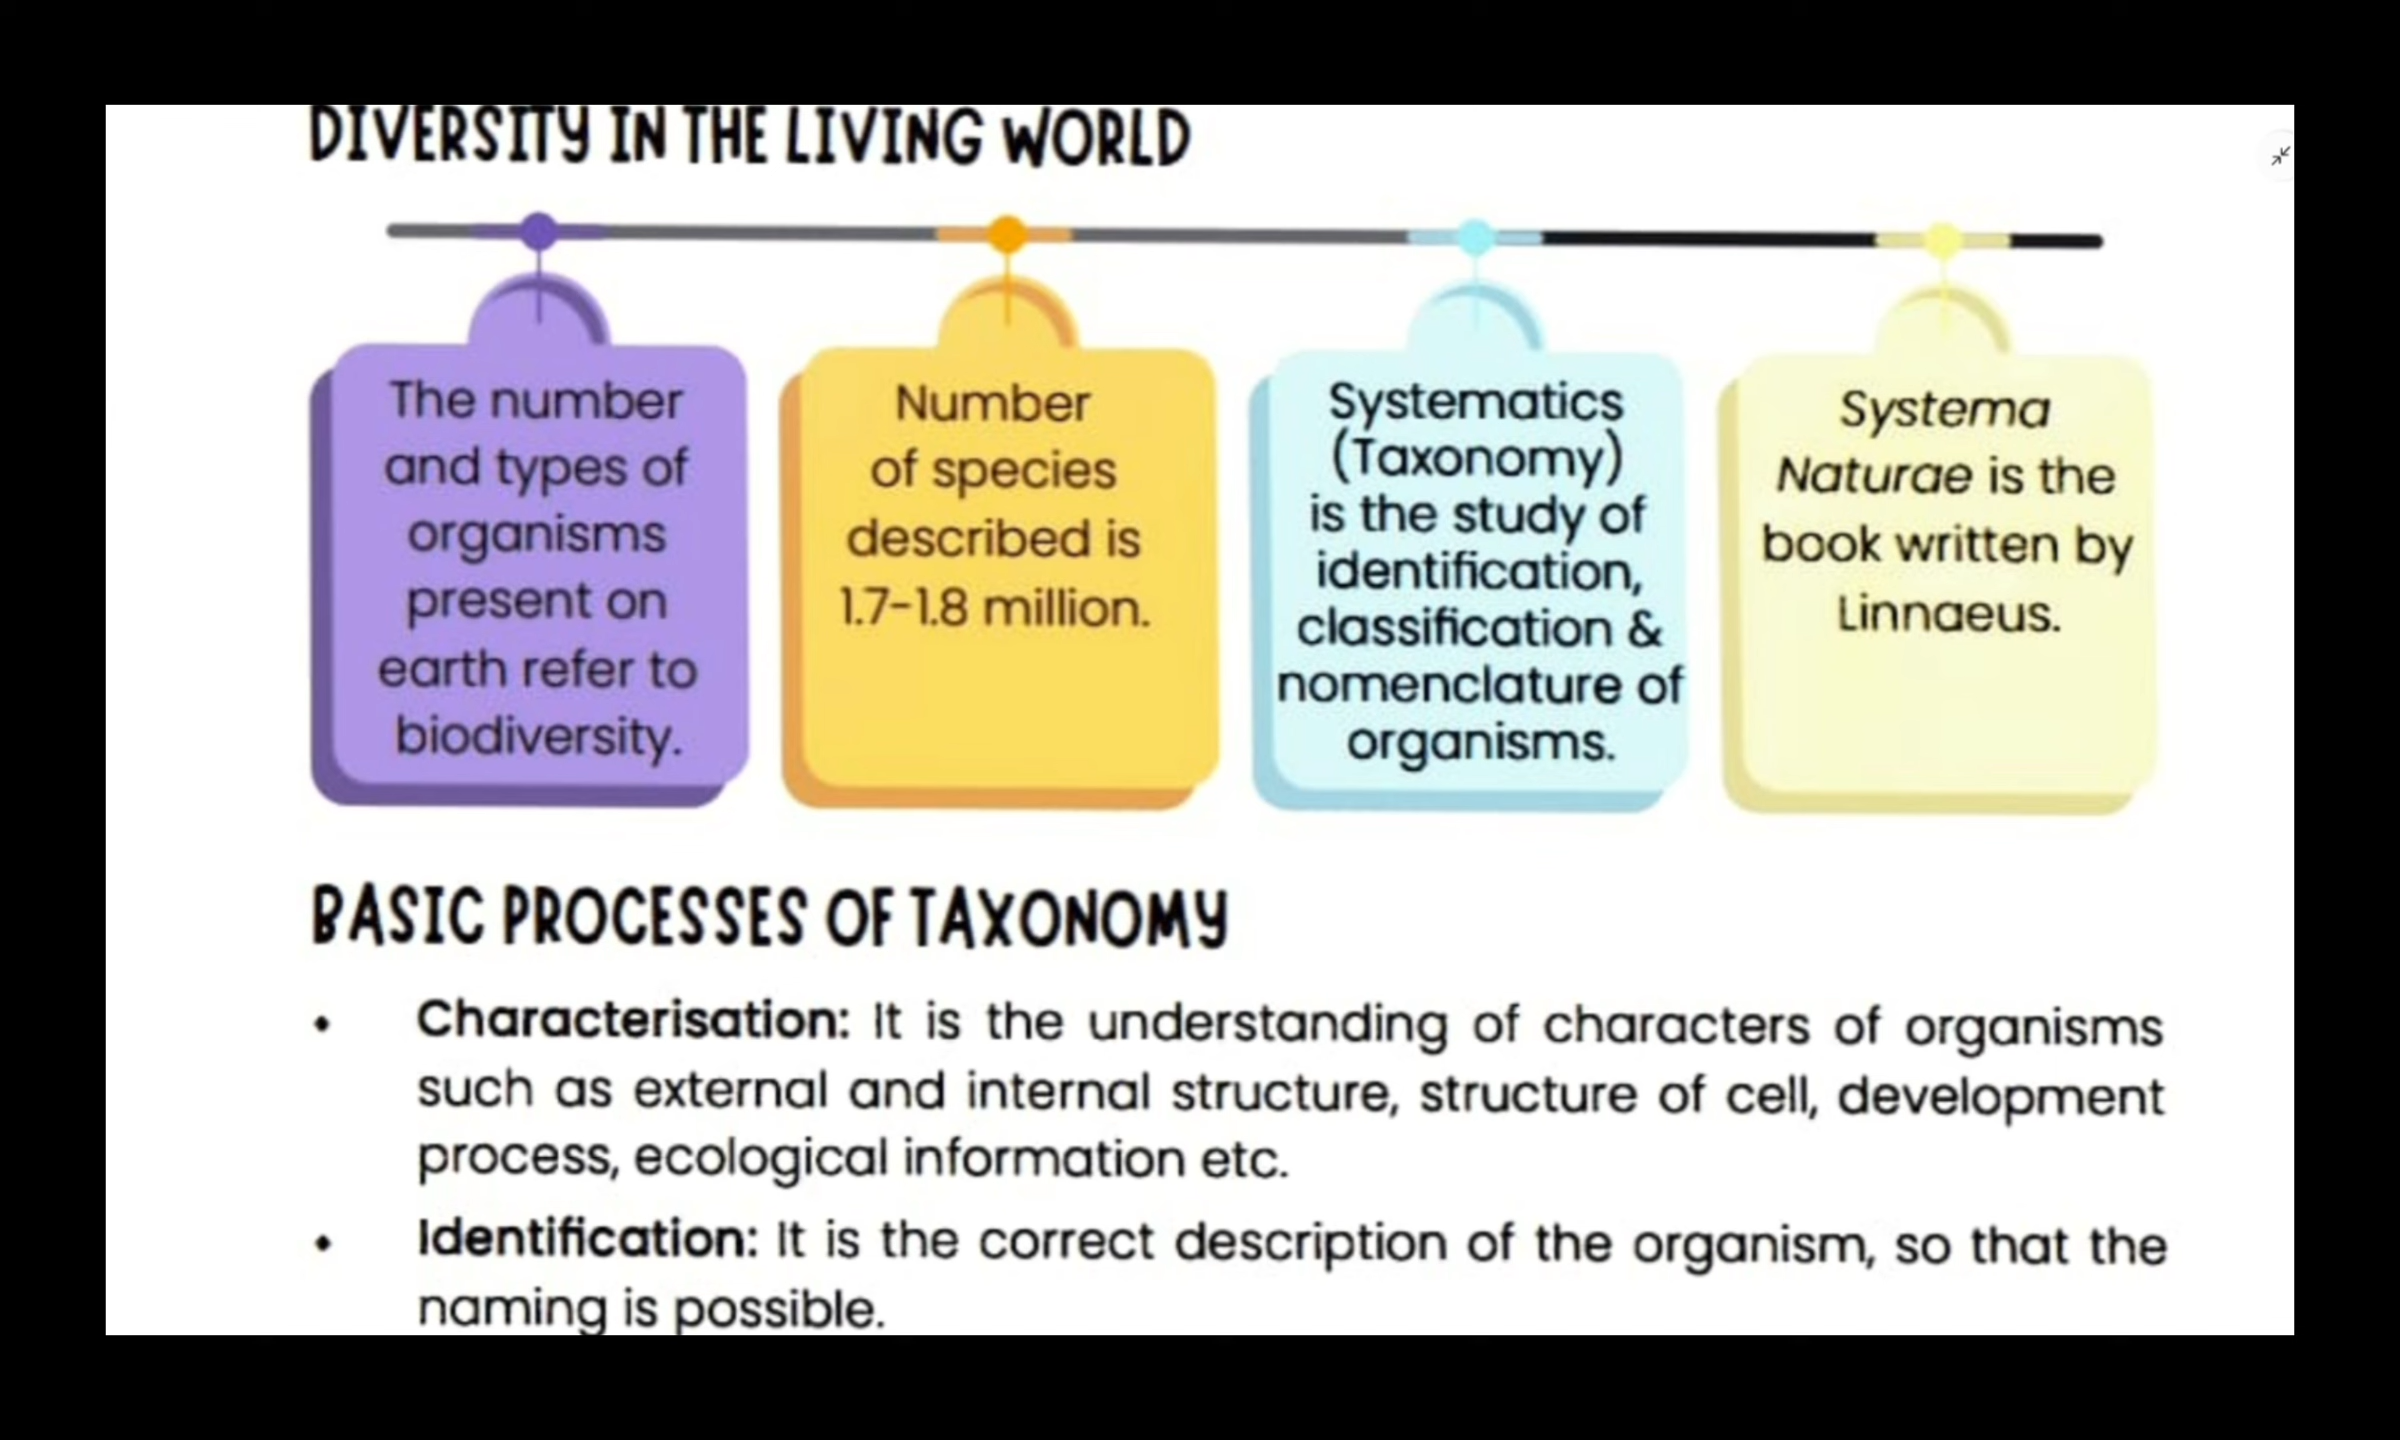 DIVERSITY IN THE LIVING WORLD
The number
and types of
organisms
present on
earth refer to
biodiversity.
Number
of species
described is
1.7-1.8 million.
Systematics
(Taxonomy)
is the study of
identification,
classification &
nomenclature of
organisms.
Systema
Naturae is the
book written by
Linnaeus.
BASIC PROCESSES OF TAXONOMY
• Characterisation: It is the understanding of characters of organisms
such as external and internal structure, structure of cell, development
process, ecological information etc.
• Identification: It is the correct description of the organism, so that the
naming is possible.